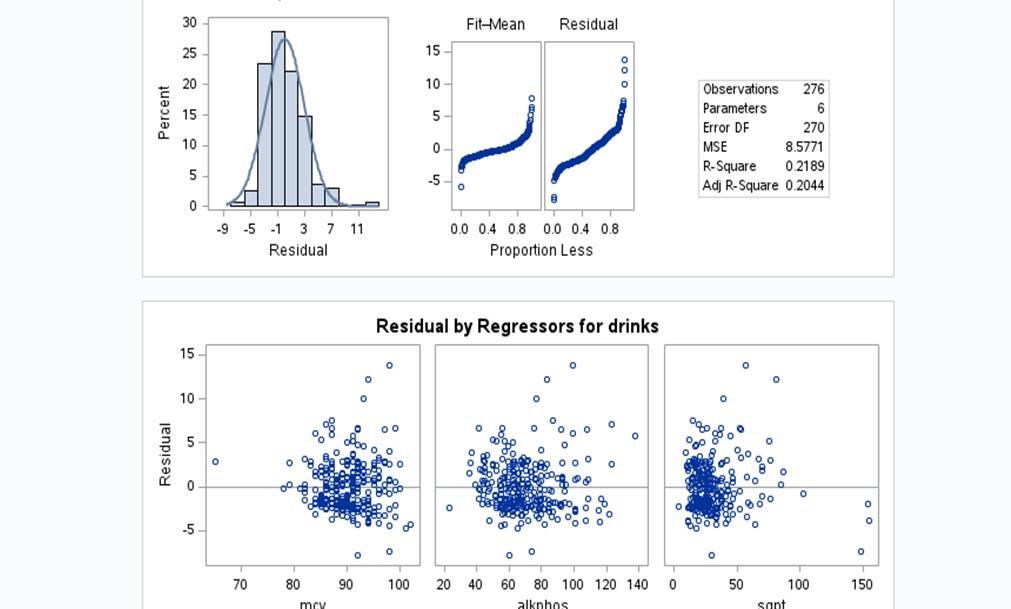 Fit–Mean Residual
30
25
20
15
10
5
0
Percent
-9 -5 -1 3 7 11
Residual
15
10
5
0
-5
0.0 0.4 0.8 0.0 0.4 0.8
Proportion Less
Observations 276
Parameters 6
Error DF 270
MSE 8.5771
R-Square 0.2189
Adj R-Square 0.2044
Residual by Regressors for drinks
15
10
5
0
-5
Residual
70 80 90 100 20 40 60 80 100 120 140 0 50 100 150
mcv alkphos sgpt